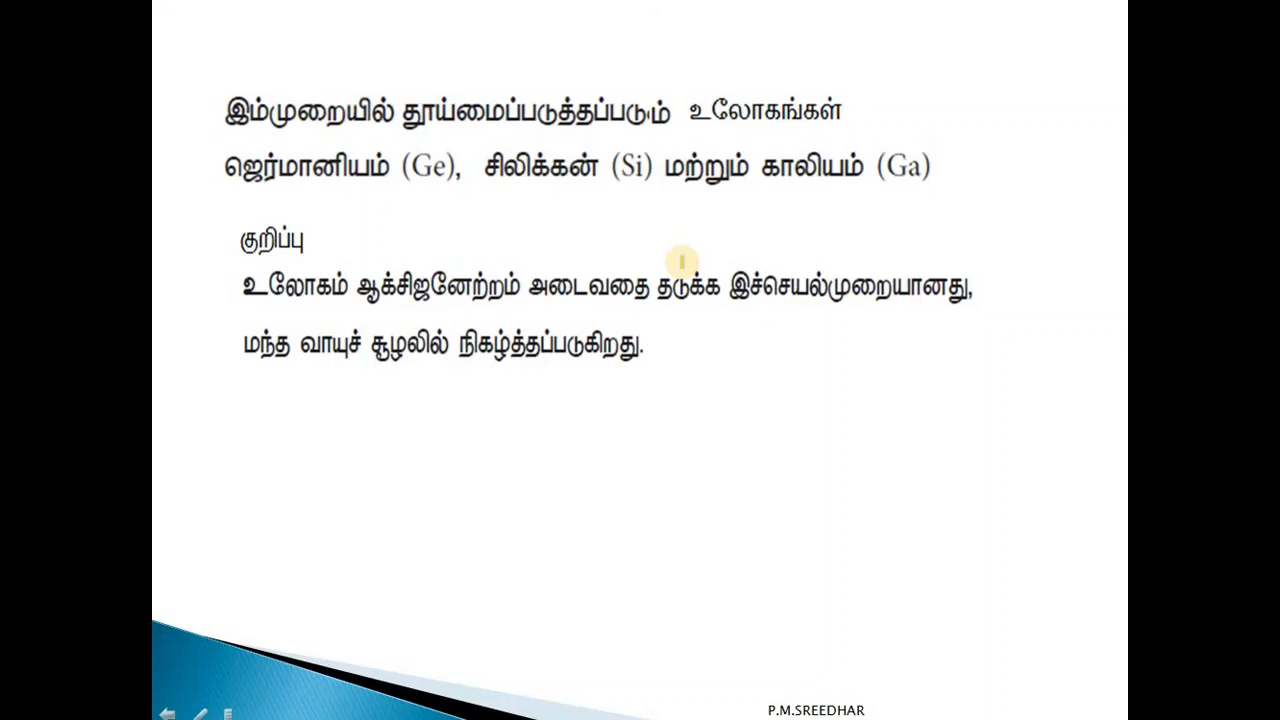 இம்முறையில் தூய்மைப்படுத்தப்படும் உலோகங்கள்
ஜெர்மானியம் (Ge), சிலிக்கன் (Si) மற்றும் காலியம் (Ga)
குறிப்பு
உலோகம் ஆக்சிஜனேற்றம் அடைவதை தடுக்க இச்செயல்முறையானது,
மந்த வாயுச் சூழலில் நிகழ்த்தப்படுகிறது.
P.M.SREEDHAR